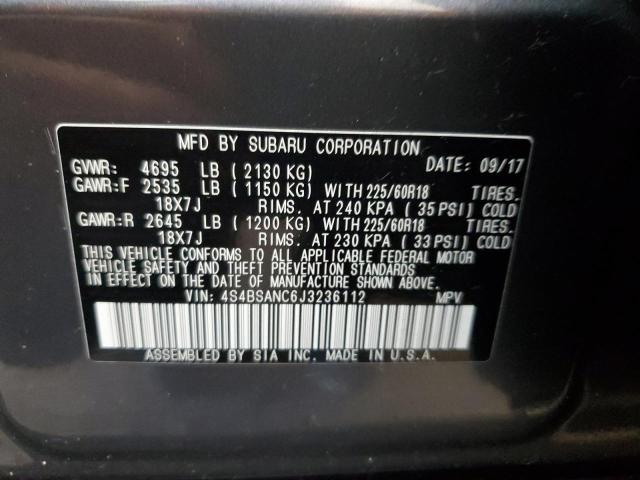 MFD BY SUBARU CORPORATION
GVWR: 4695 LB ( 2130 KG) DATE: 09/17
GAWR:F 2535 LB ( 1150 KG) WITH 225/60R18 TIRES.
18X7J RIMS. AT 240 KPA ( 35 PSI) COLD
GAWR:R 2645 LB ( 1200 KG) WITH 225/60R18 TIRES.
18X7J RIMS. AT 230 KPA ( 33 PSI) COLD
THIS VEHICLE CONFORMS TO ALL APPLICABLE FEDERAL MOTOR
VEHICLE SAFETY AND THEFT PREVENTION STANDARDS
IN EFFECT ON THE DATE OF MANUFACTURE SHOWN ABOVE.
VIN: 4S4BSANC6J3236112 MPV
ASSEMBLED BY SIA INC. MADE IN U.S.A.